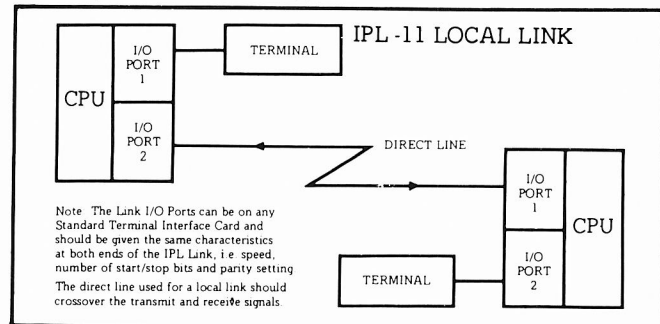 IPL-11 LOCAL LINK
I/O
PORT
1
TERMINAL
CPU
I/O
PORT
2
DIRECT LINE
I/O
PORT
1
CPU
I/O
PORT
2
TERMINAL
Note The Link I/O Ports can be on any
Standard Terminal Interface Card and
should be given the same characteristics
at both ends of the IPL Link, i.e. speed,
number of start/stop bits and parity setting
The direct line used for a local link should
crossover the transmit and receive signals.